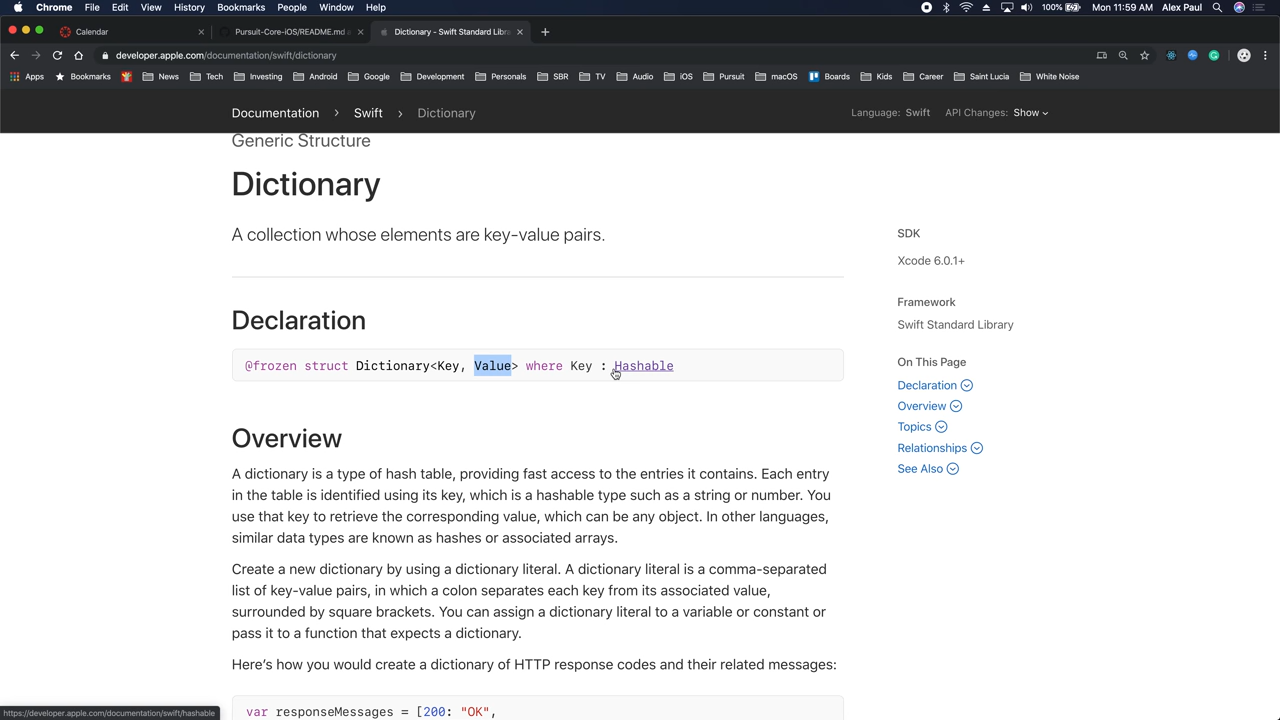 Chrome File Edit View History Bookmarks People Window Help 100% Mon 11:59 AM Alex Paul
Calendar × Pursuit-Core-iOS/README.md a × Dictionary - Swift Standard Libra × +
developer.apple.com/documentation/swift/dictionary
Apps Bookmarks News Tech Investing Android Google Development Personals SBR TV Audio iOS Pursuit macOS Boards Kids Career Saint Lucia White Noise
Documentation > Swift > Dictionary Language: Swift API Changes: Show
Generic Structure
Dictionary
A collection whose elements are key-value pairs.
SDK
Xcode 6.0.1+
Framework
Swift Standard Library
On This Page
Declaration
Overview
Topics
Relationships
See Also
Declaration
@frozen struct Dictionary<Key, Value> where Key : Hashable
Overview
A dictionary is a type of hash table, providing fast access to the entries it contains. Each entry
in the table is identified using its key, which is a hashable type such as a string or number. You
use that key to retrieve the corresponding value, which can be any object. In other languages,
similar data types are known as hashes or associated arrays.
Create a new dictionary by using a dictionary literal. A dictionary literal is a comma-separated
list of key-value pairs, in which a colon separates each key from its associated value,
surrounded by square brackets. You can assign a dictionary literal to a variable or constant or
pass it to a function that expects a dictionary.
Here’s how you would create a dictionary of HTTP response codes and their related messages:
var responseMessages = [200: "OK",
https://developer.apple.com/documentation/swift/hashable